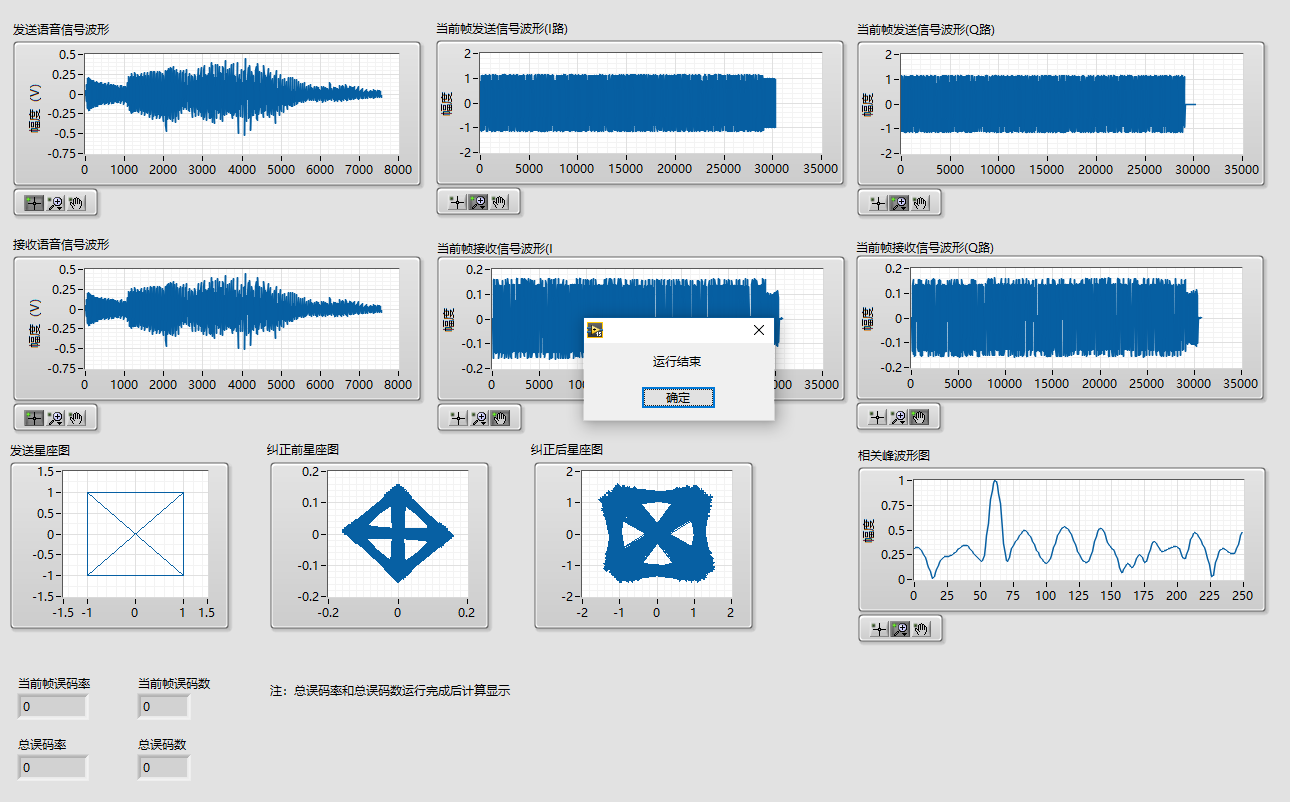 发送语音信号波形
幅度（V）
0.5
0.25
0
-0.25
-0.5
-0.75
0 1000 2000 3000 4000 5000 6000 7000 8000
当前帧发送信号波形(I路)
幅度
2
1
0
-1
-2
0 5000 10000 15000 20000 25000 30000 35000
当前帧发送信号波形(Q路)
幅度
2
1
0
-1
-2
0 5000 10000 15000 20000 25000 30000 35000
接收语音信号波形
幅度（V）
0.5
0.25
0
-0.25
-0.5
-0.75
0 1000 2000 3000 4000 5000 6000 7000 8000
当前帧接收信号波形(I
幅度
0.2
0.1
0
-0.1
-0.2
0 5000 35000
当前帧接收信号波形(Q路)
幅度
0.2
0.1
0
-0.1
-0.2
0 5000 10000 15000 20000 25000 30000 35000
运行结束
确定
发送星座图
1.5
1
0.5
0
-0.5
-1
-1.5
-1.5 -1 0 1 1.5
纠正前星座图
0.2
0.1
0
-0.1
-0.2
-0.2 0 0.2
纠正后星座图
2
1
0
-1
-2
-2 -1 0 1 2
相关峰波形图
幅度
1
0.75
0.5
0.25
0
0 25 50 75 100 125 150 175 200 225 250
当前帧误码率
0
当前帧误码数
0
注：总误码率和总误码数运行完成后计算显示
总误码率
0
总误码数
0